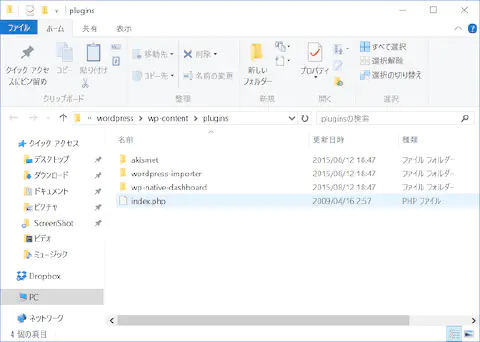 plugins
ファイル ホーム 共有 表示
クイック アクセスにピン留め
コピー
貼り付け
移動先
コピー先
削除
名前の変更
新しいフォルダー
プロパティ
すべて選択
選択解除
選択の切り替え
クリップボード 整理 新規 開く 選択
« wordpress › wp-content › plugins
pluginsの検索
名前 更新日時 種類
akismet 2015/08/12 18:47 ファイル フォルダー
wordpress-importer 2015/08/12 18:47 ファイル フォルダー
wp-native-dashboard 2015/08/12 18:47 ファイル フォルダー
index.php 2009/04/16 2:57 PHP ファイル
クイック アクセス
デスクトップ
ダウンロード
ドキュメント
ピクチャ
ScreenShot
ビデオ
ミュージック
Dropbox
PC
ネットワーク
4 個の項目